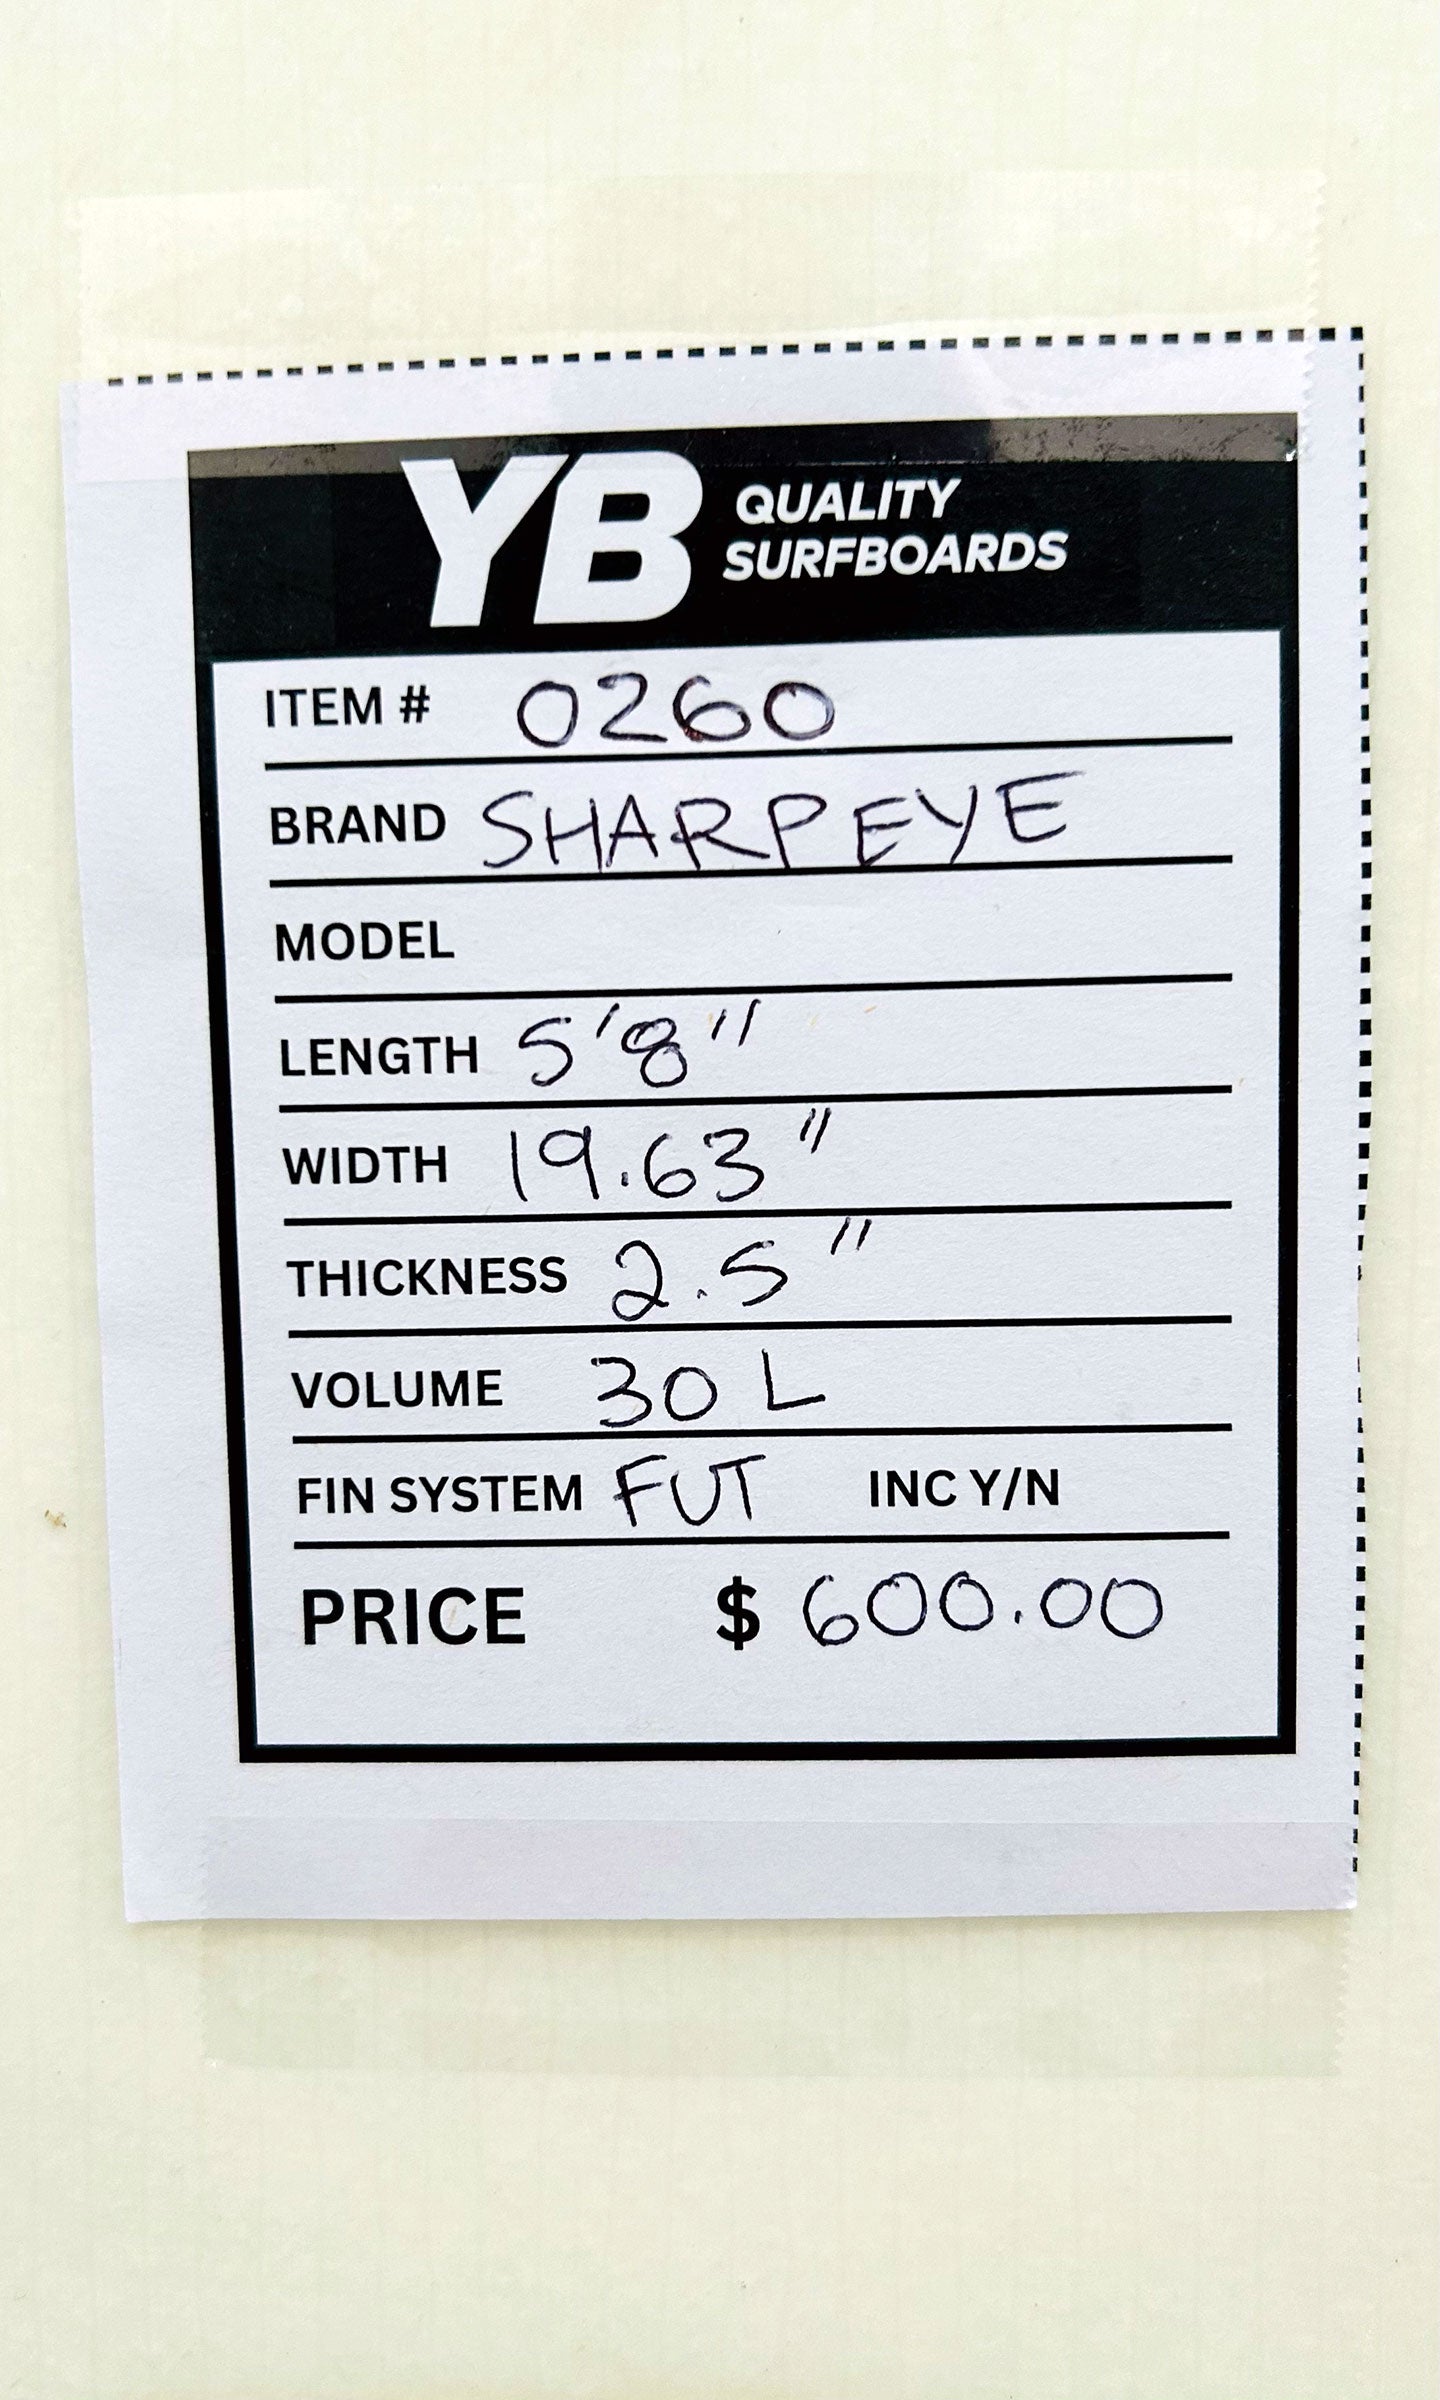 YB QUALITY
SURFBOARDS
ITEM # 0260
BRAND SHARPEYE
MODEL
LENGTH 5'8"
WIDTH 19.63"
THICKNESS 2.5"
VOLUME 30 L
FIN SYSTEM FUT INC Y/N
PRICE $ 600.00